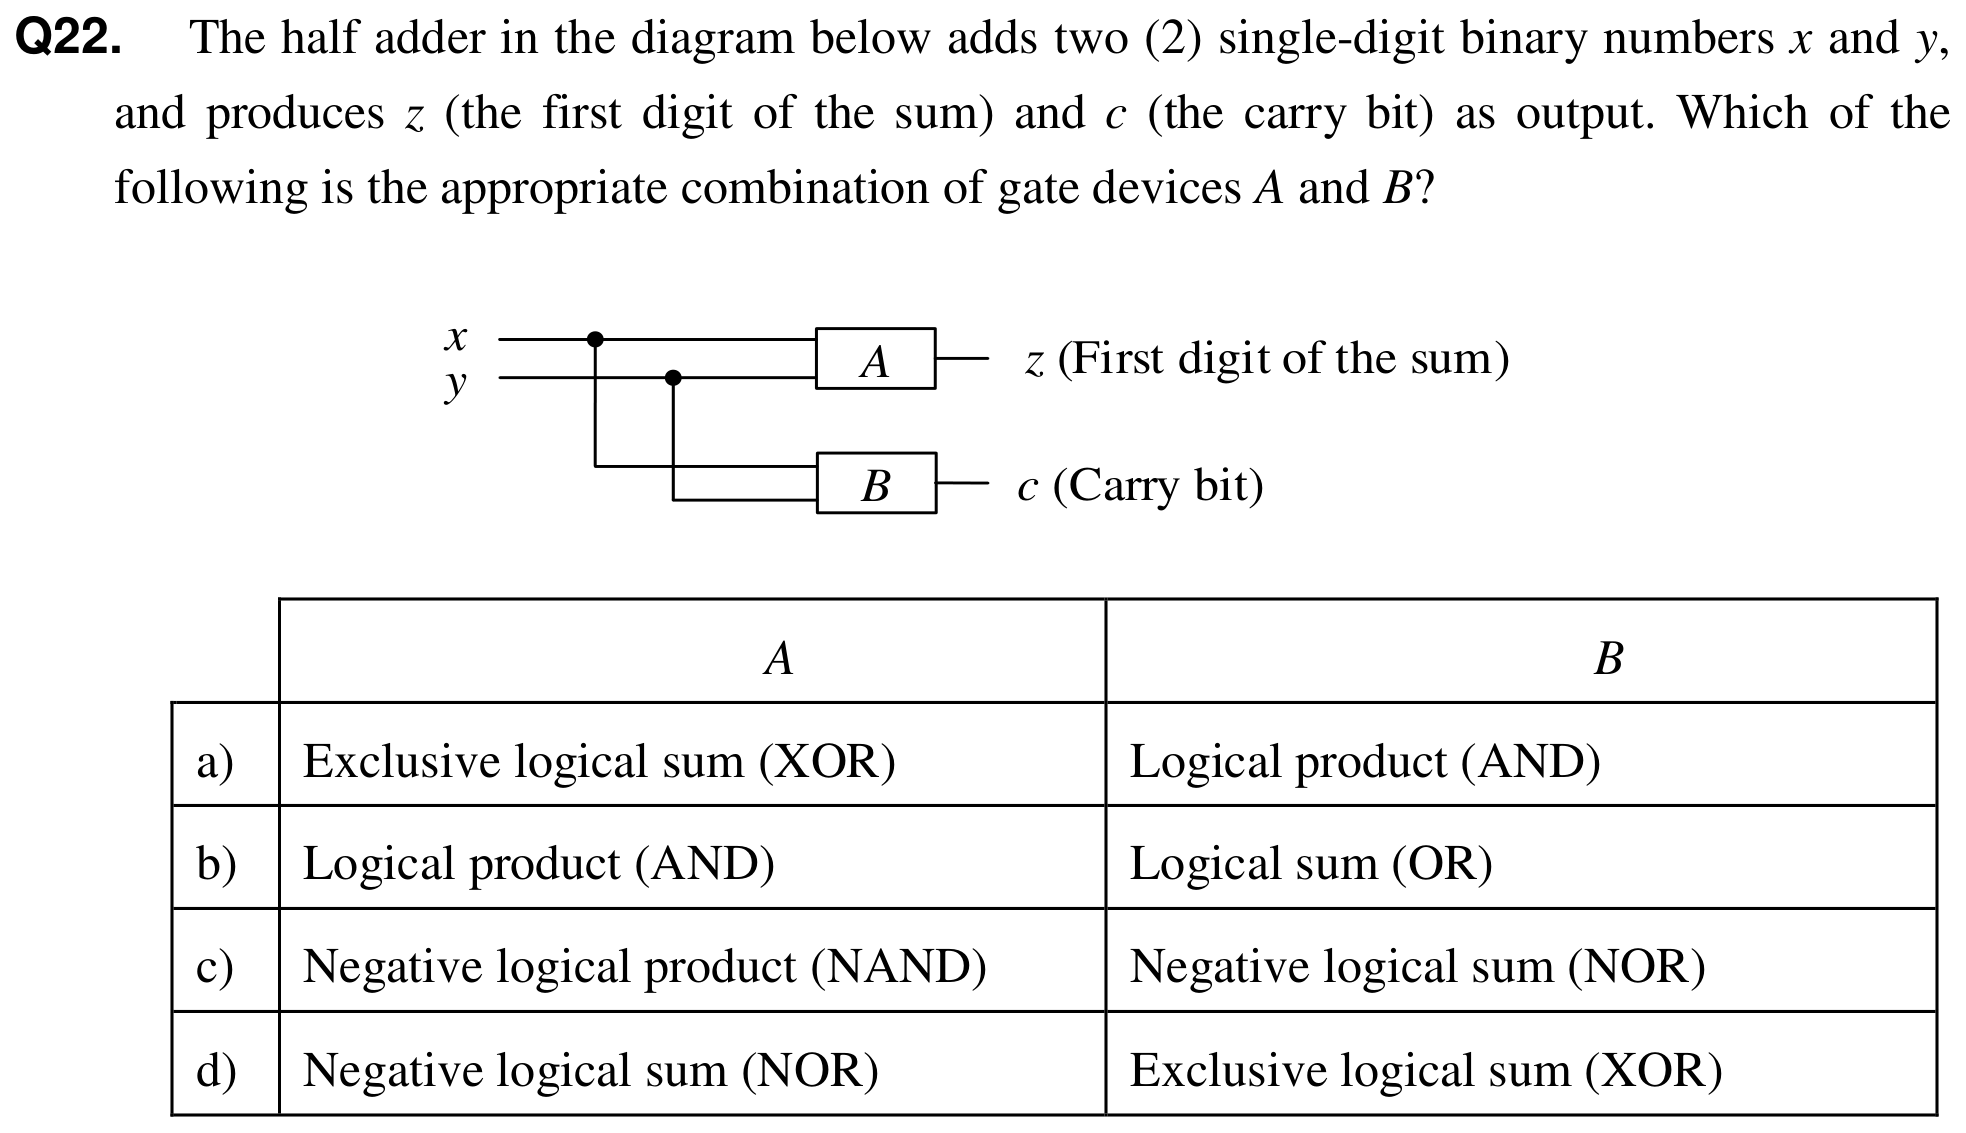 Q22. The half adder in the diagram below adds two (2) single-digit binary numbers x and y,
and produces z (the first digit of the sum) and c (the carry bit) as output. Which of the
following is the appropriate combination of gate devices A and B?
x
y
A
z (First digit of the sum)
B
c (Carry bit)
A B
a) Exclusive logical sum (XOR) Logical product (AND)
b) Logical product (AND) Logical sum (OR)
c) Negative logical product (NAND) Negative logical sum (NOR)
d) Negative logical sum (NOR) Exclusive logical sum (XOR)